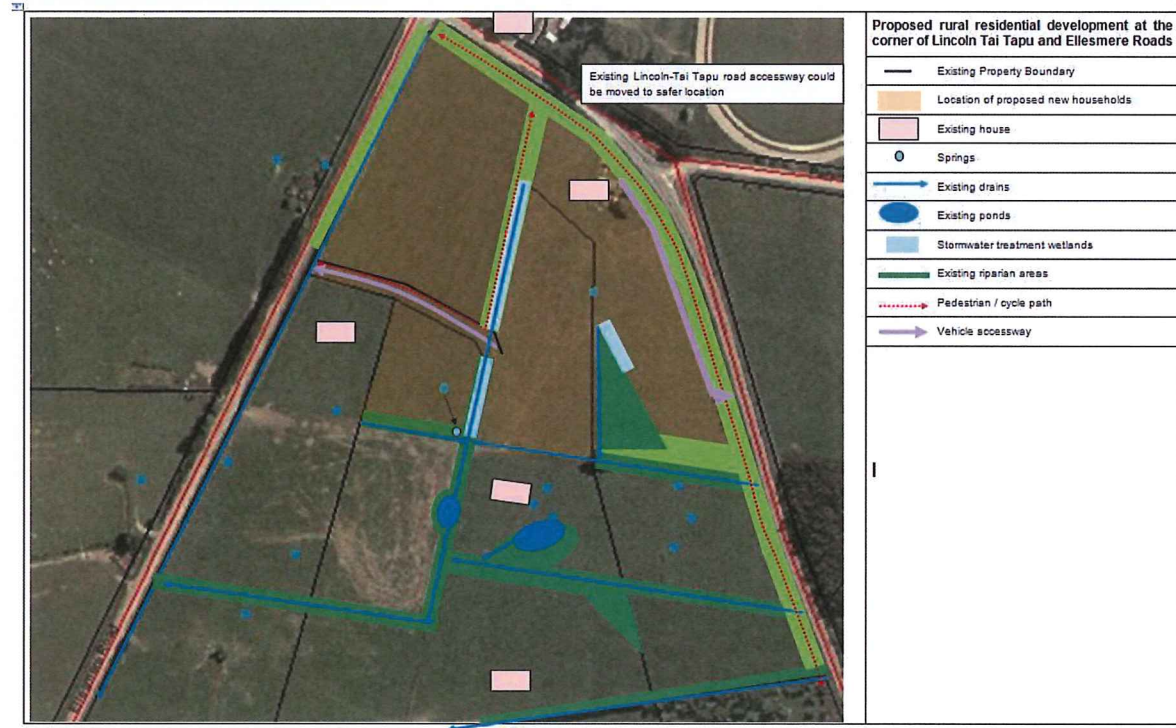 Existing Lincoln-Tai Tapu road accessway could
be moved to safer location
Proposed rural residential development at the
corner of Lincoln Tai Tapu and Ellesmere Roads
Existing Property Boundary
Location of proposed new households
Existing house
Springs
Existing drains
Existing ponds
Stormwater treatment wetlands
Existing riparian areas
Pedestrian / cycle path
Vehicle accessway